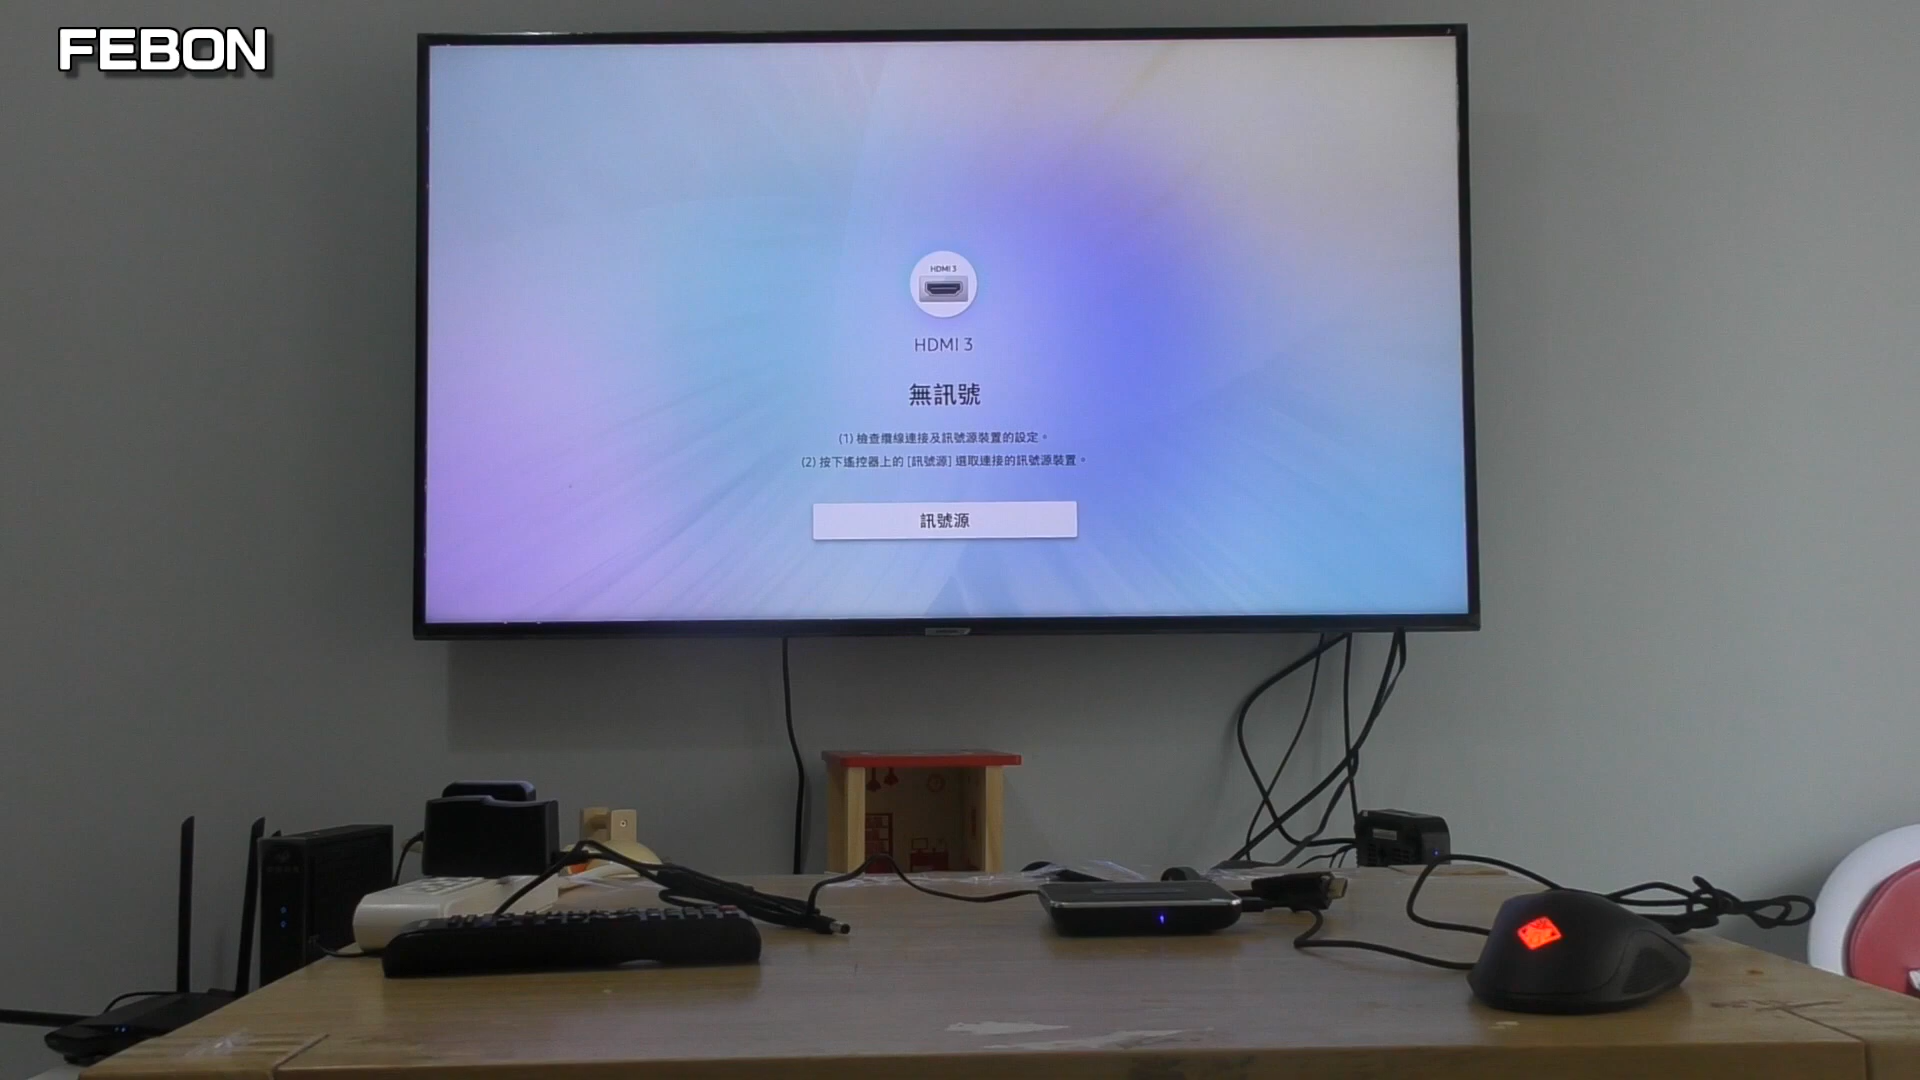 FEBON
HDMI 3
HDMI 3
無訊號
(1) 檢查纜線連接及訊號源裝置的設定。
(2) 按下遙控器上的 [訊號源] 選取連接的訊號源裝置。
訊號源